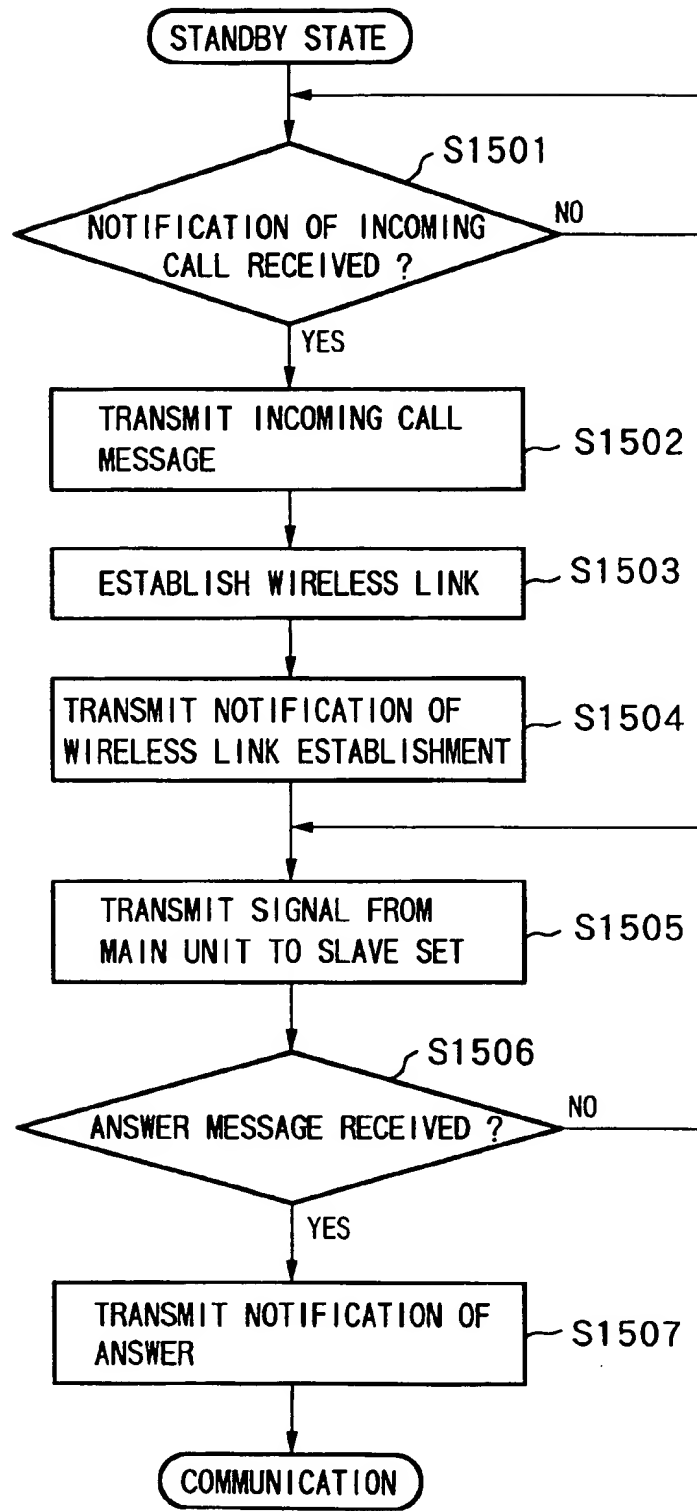 STANDBY STATE
S1501
NOTIFICATION OF INCOMING
CALL RECEIVED ?
NO
YES
TRANSMIT INCOMING CALL
MESSAGE
S1502
ESTABLISH WIRELESS LINK
S1503
TRANSMIT NOTIFICATION OF
WIRELESS LINK ESTABLISHMENT
S1504
TRANSMIT SIGNAL FROM
MAIN UNIT TO SLAVE SET
S1505
S1506
ANSWER MESSAGE RECEIVED ?
NO
YES
TRANSMIT NOTIFICATION OF
ANSWER
S1507
COMMUNICATION